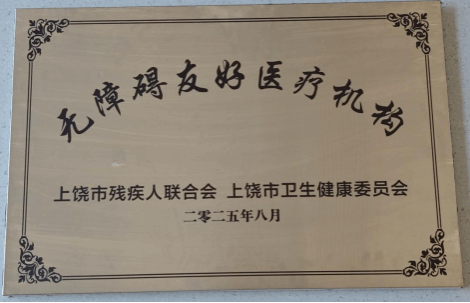 无障碍友好医疗机构
上饶市残疾人联合会 上饶市卫生健康委员会
二零二五年八月